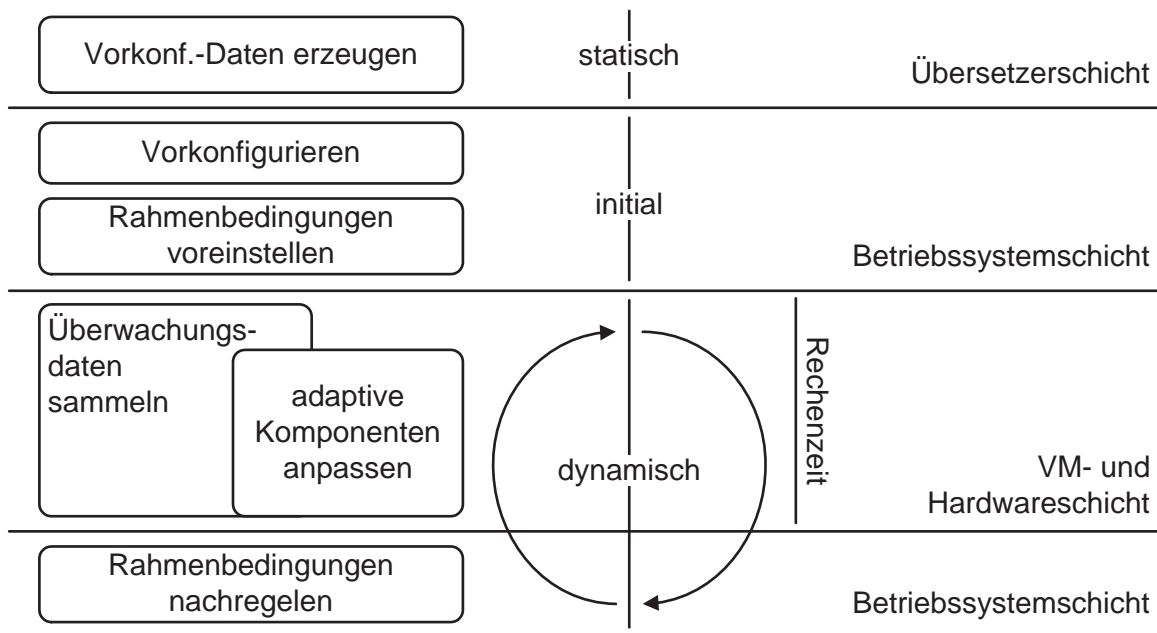 Vorkonf.-Daten erzeugen
statisch
Übersetzerschicht
Vorkonfigurieren
Rahmenbedingungen
voreinstellen
initial
Betriebssystemschicht
Überwachungs-
daten
sammeln
adaptive
Komponenten
anpassen
dynamisch
Rechenzeit
VM- und
Hardwareschicht
Rahmenbedingungen
nachregelen
Betriebssystemschicht